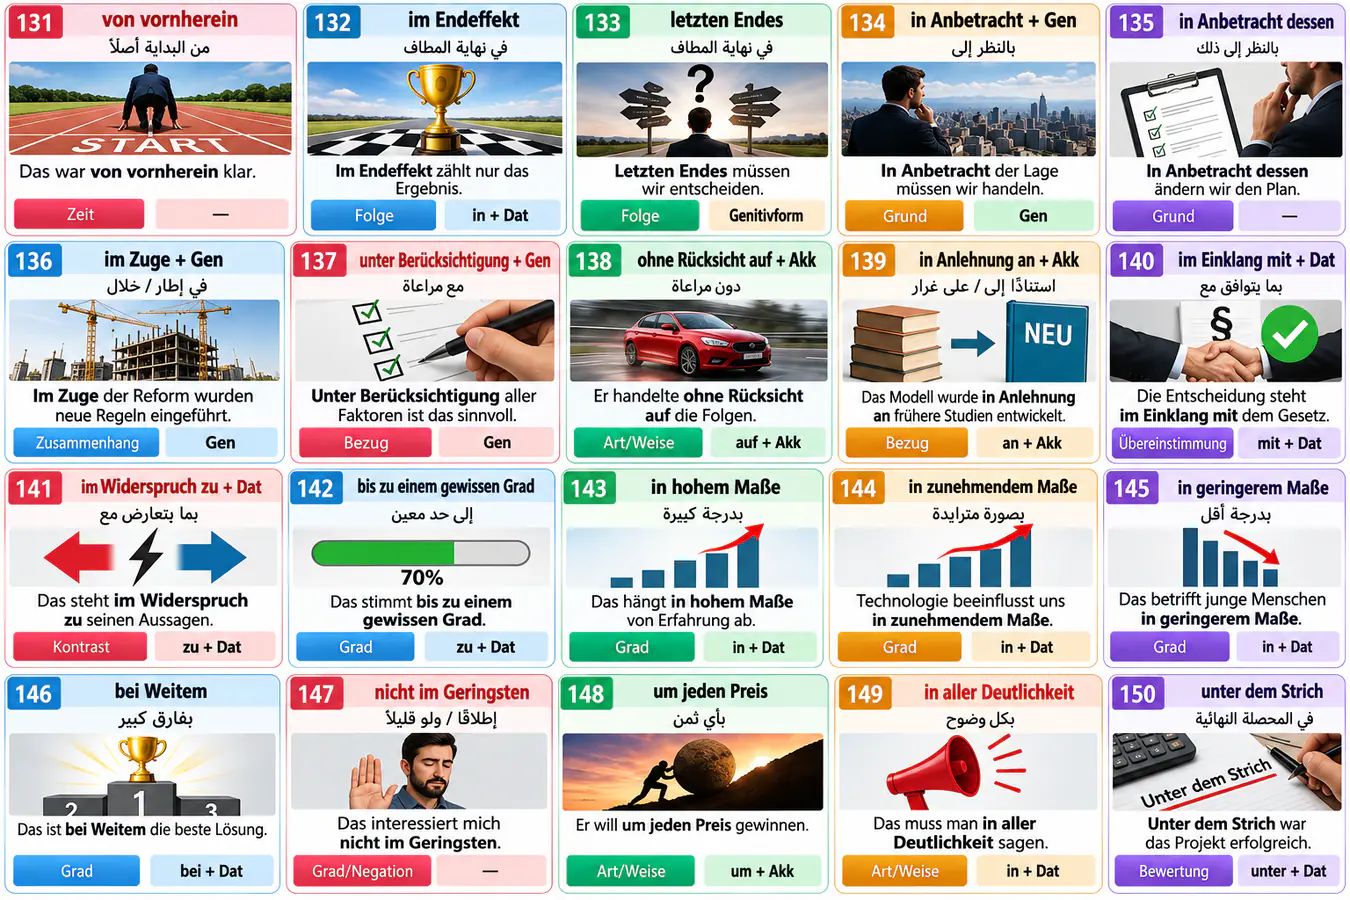 131 von vornherein
من البداية أصلاً
START
Das war von vornherein klar.
Zeit —
132 im Endeffekt
في نهاية المطاف
Im Endeffekt zählt nur das
Ergebnis.
Folge in + Dat
133 letzten Endes
في نهاية المطاف
?
Letzten Endes müssen
wir entscheiden.
Folge Genitivform
134 in Anbetracht + Gen
بالنظر إلى
In Anbetracht der Lage
müssen wir handeln.
Grund Gen
135 in Anbetracht dessen
بالنظر إلى ذلك
In Anbetracht dessen
ändern wir den Plan.
Grund —
136 im Zuge + Gen
في إطار / خلال
Im Zuge der Reform wurden
neue Regeln eingeführt.
Zusammenhang Gen
137 unter Berücksichtigung + Gen
مع مراعاة
Unter Berücksichtigung aller
Faktoren ist das sinnvoll.
Bezug Gen
138 ohne Rücksicht auf + Akk
دون مراعاة
Er handelte ohne Rücksicht
auf die Folgen.
Art/Weise auf + Akk
139 in Anlehnung an + Akk
استنادًا إلى / على غرار
NEU
Das Modell wurde in Anlehnung
an frühere Studien entwickelt.
Bezug an + Akk
140 im Einklang mit + Dat
بما يتوافق مع
§
Die Entscheidung steht
im Einklang mit dem Gesetz.
Übereinstimmung mit + Dat
141 im Widerspruch zu + Dat
بما يتعارض مع
Das steht im Widerspruch
zu seinen Aussagen.
Kontrast zu + Dat
142 bis zu einem gewissen Grad
إلى حد معين
70%
Das stimmt bis zu einem
gewissen Grad.
Grad zu + Dat
143 in hohem Maße
بدرجة كبيرة
Das hängt in hohem Maße
von Erfahrung ab.
Grad in + Dat
144 in zunehmendem Maße
بصورة متزايدة
Technologie beeinflusst uns
in zunehmendem Maße.
Grad in + Dat
145 in geringerem Maße
بدرجة أقل
Das betrifft junge Menschen
in geringerem Maße.
Grad in + Dat
146 bei Weitem
بفارق كبير
2 1 3
Das ist bei Weitem die beste Lösung.
Grad bei + Dat
147 nicht im Geringsten
إطلاقًا / ولو قليلاً
Das interessiert mich
nicht im Geringsten.
Grad/Negation —
148 um jeden Preis
بأي ثمن
Er will um jeden Preis gewinnen.
Art/Weise um + Akk
149 in aller Deutlichkeit
بكل وضوح
Das muss man in aller
Deutlichkeit sagen.
Art/Weise in + Dat
150 unter dem Strich
في المحصلة النهائية
Unter dem Strich
Unter dem Strich war
das Projekt erfolgreich.
Bewertung unter + Dat